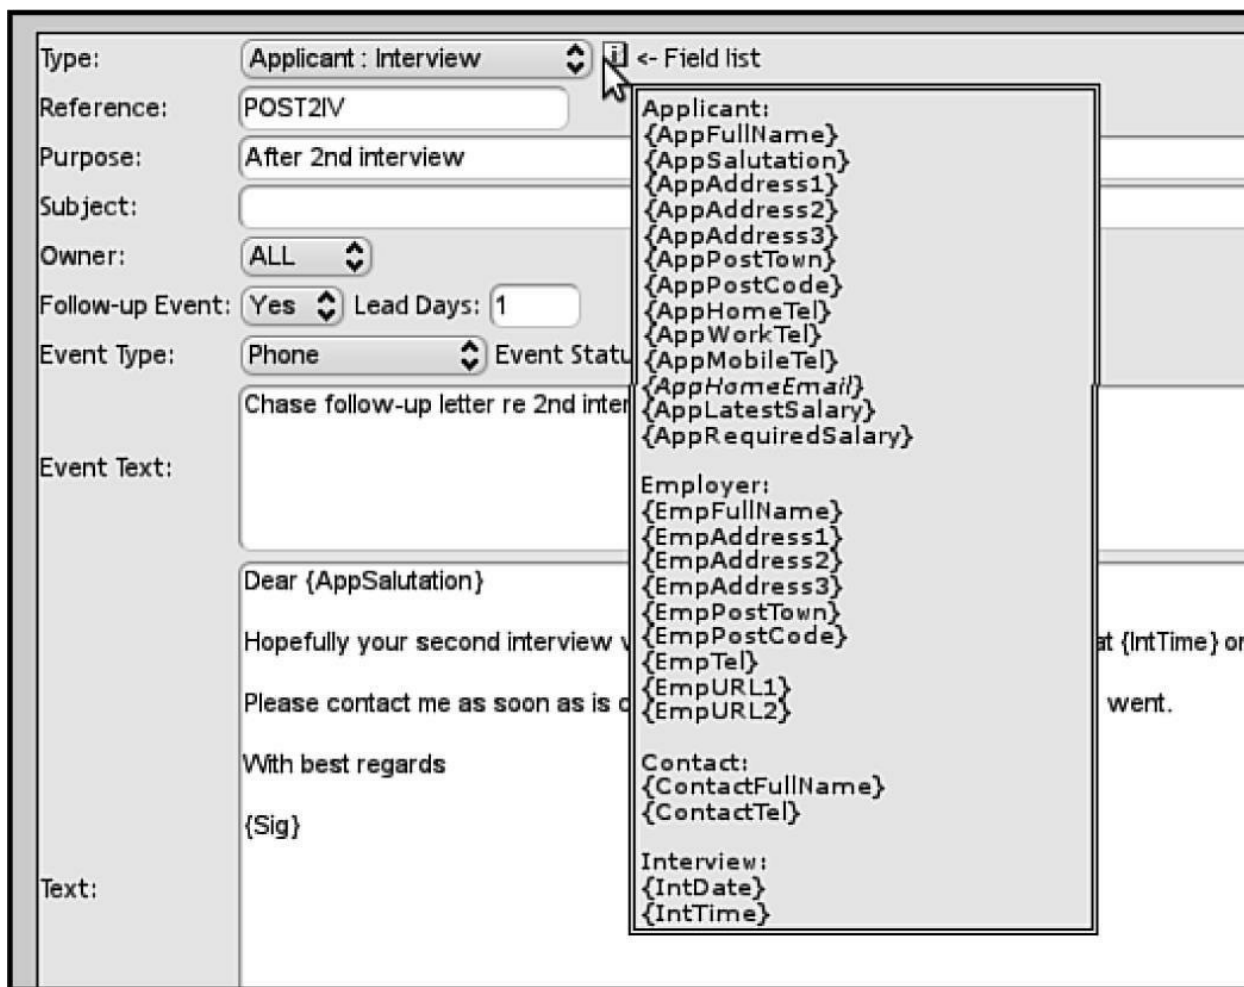 Type: Applicant : Interview i <- Field list
Reference: POST2IV
Purpose: After 2nd interview
Subject:
Owner: ALL
Follow-up Event: Yes Lead Days: 1
Event Type: Phone Event Statu
Event Text: Chase follow-up letter re 2nd inter
Text:
Dear {AppSalutation}
Hopefully your second interview at {IntTime} or
Please contact me as soon as is went.
With best regards
{Sig}
Applicant:
{AppFullName}
{AppSalutation}
{AppAddress1}
{AppAddress2}
{AppAddress3}
{AppPostTown}
{AppPostCode}
{AppHomeTel}
{AppWorkTel}
{AppMobileTel}
{AppHomeEmail}
{AppLatestSalary}
{AppRequiredSalary}
Employer:
{EmpFullName}
{EmpAddress1}
{EmpAddress2}
{EmpAddress3}
{EmpPostTown}
{EmpPostCode}
{EmpTel}
{EmpURL1}
{EmpURL2}
Contact:
{ContactFullName}
{ContactTel}
Interview:
{IntDate}
{IntTime}